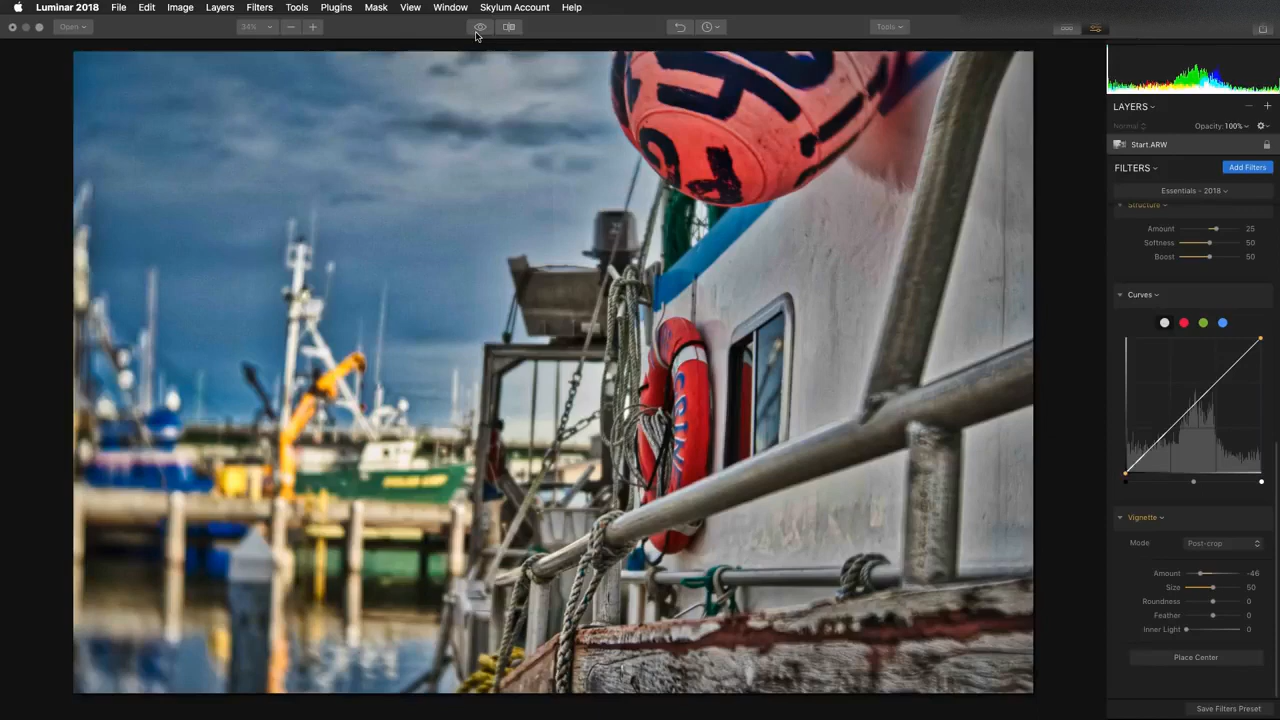 Luminar 2018 File Edit Image Layers Filters Tools Plugins Mask View Window Skylum Account Help
Open 34% Tools
LAYERS
Normal Opacity:100%
Start.ARW
FILTERS Add Filters
Essentials - 2018
Structure
Amount 25
Softness 50
Boost 50
Curves
Vignette
Mode Post-crop
Amount -46
Size 50
Roundness 0
Feather 0
Inner Light 0
Place Center
Save Filters Preset